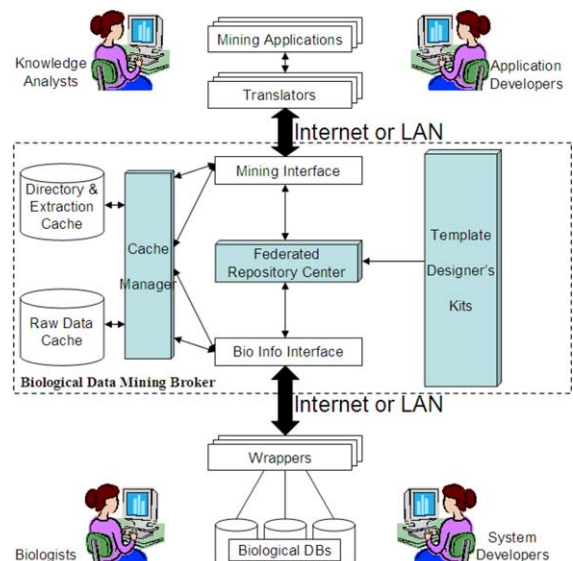 Mining Applications
Knowledge
Analysts
Application
Developers
Translators
Internet or LAN
Mining Interface
Directory &
Extraction
Cache
Cache
Manager
Federated
Repository Center
Template
Designer's
Kits
Raw Data
Cache
Bio Info Interface
Biological Data Mining Broker
Internet or LAN
Wrappers
Biological DBs
Biologists
System
Developers